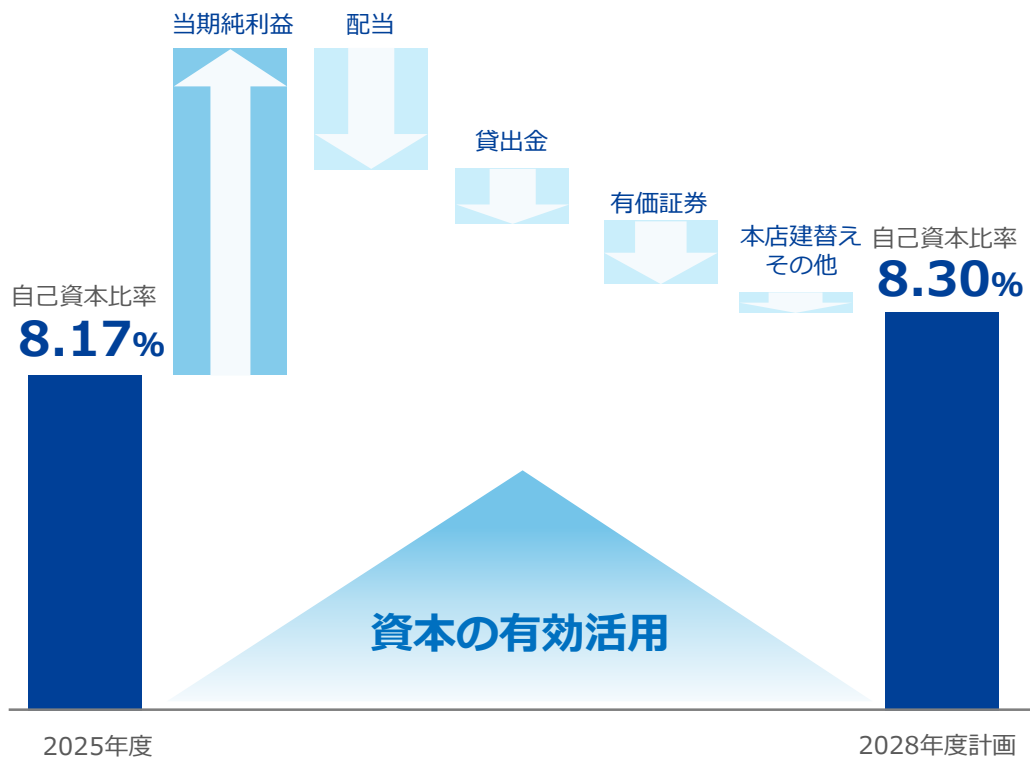 当期純利益
配当
貸出金
有価証券
本店建替え
その他
自己資本比率
8.30%
自己資本比率
8.17%
資本の有効活用
2025年度
2028年度計画